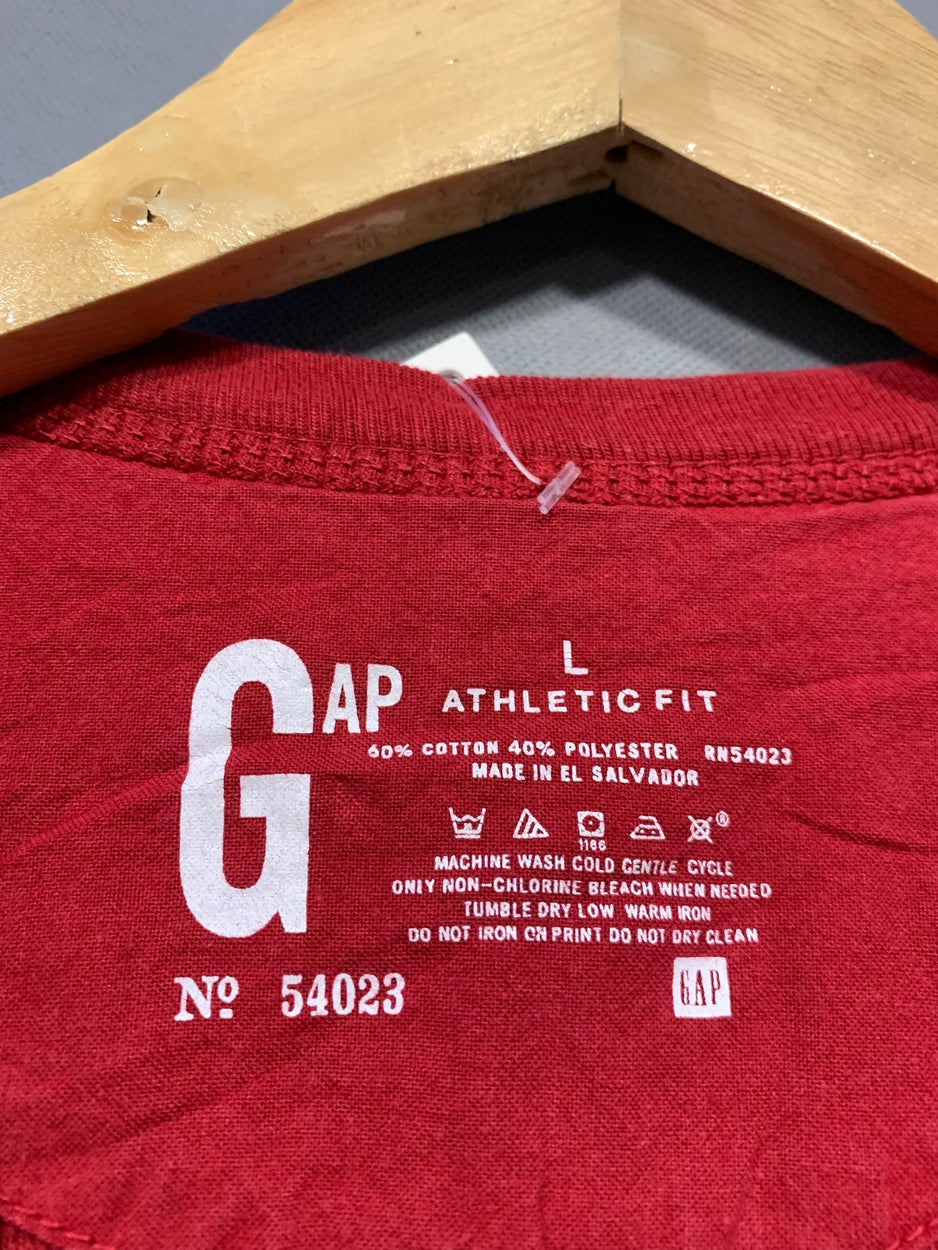 GAP
L
ATHLETIC FIT
60% COTTON 40% POLYESTER RN54023
MADE IN EL SALVADOR
®
1166
MACHINE WASH COLD GENTLE CYCLE
ONLY NON-CHLORINE BLEACH WHEN NEEDED
TUMBLE DRY LOW WARM IRON
DO NOT IRON ON PRINT DO NOT DRY CLEAN
Nº 54023
GAP